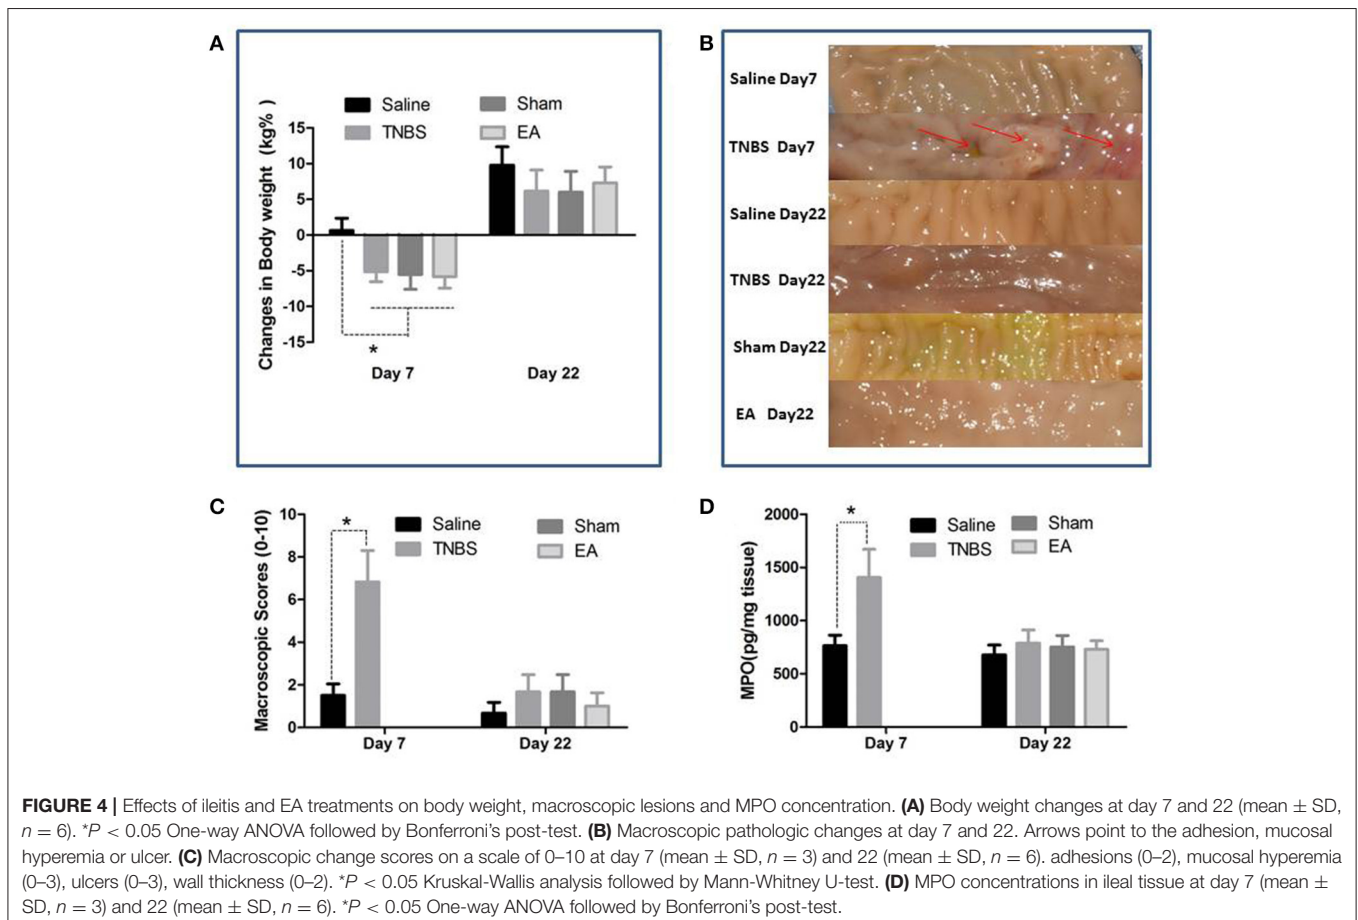 A
Saline
Sham
TNBS
EA
Changes in Body weight (kg%)
15
10
5
0
-5
-10
-15
*
Day 7
Day 22
B
Saline Day7
TNBS Day7
Saline Day22
TNBS Day22
Sham Day22
EA Day22
C
Saline
Sham
TNBS
EA
Macroscopic Scores (0-10)
10
8
6
4
2
0
*
Day 7
Day 22
D
Saline
Sham
TNBS
EA
MPO(pg/mg tissue)
2000
1500
1000
500
0
*
Day 7
Day 22
FIGURE 4 | Effects of ileitis and EA treatments on body weight, macroscopic lesions and MPO concentration. (A) Body weight changes at day 7 and 22 (mean ± SD,
n = 6). *P < 0.05 One-way ANOVA followed by Bonferroni's post-test. (B) Macroscopic pathologic changes at day 7 and 22. Arrows point to the adhesion, mucosal
hyperemia or ulcer. (C) Macroscopic change scores on a scale of 0–10 at day 7 (mean ± SD, n = 3) and 22 (mean ± SD, n = 6). adhesions (0–2), mucosal hyperemia
(0–3), ulcers (0–3), wall thickness (0–2). *P < 0.05 Kruskal-Wallis analysis followed by Mann-Whitney U-test. (D) MPO concentrations in ileal tissue at day 7 (mean ±
SD, n = 3) and 22 (mean ± SD, n = 6). *P < 0.05 One-way ANOVA followed by Bonferroni's post-test.